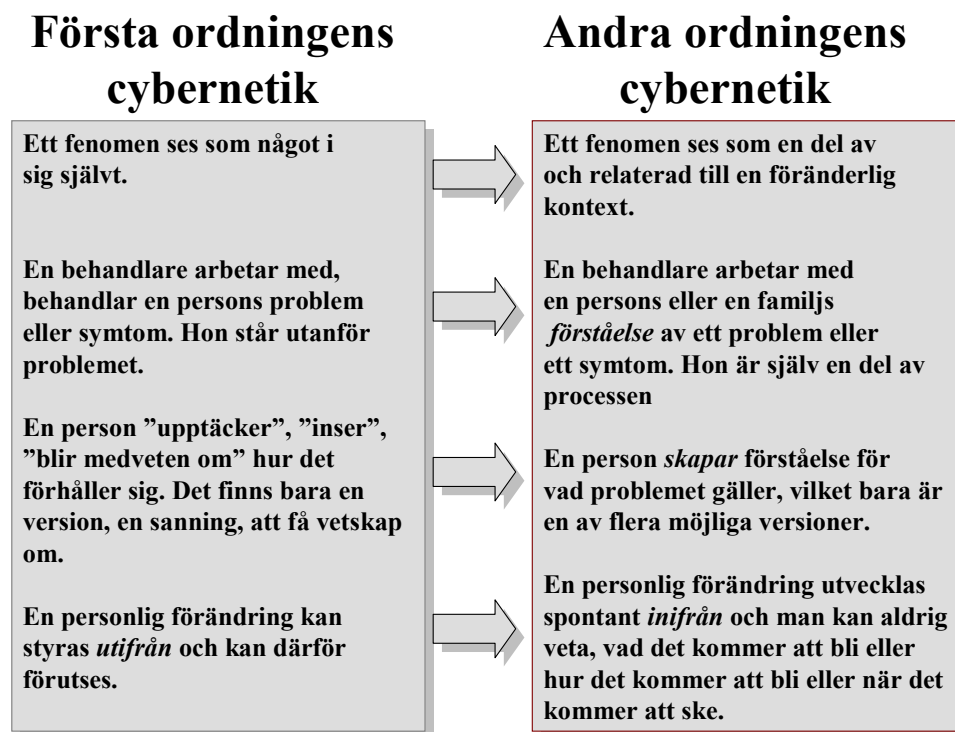 Första ordningens
cybernetik
Ett fenomen ses som något i
sig självt.
En behandlare arbetar med,
behandlar en persons problem
eller symtom. Hon står utanför
problemet.
En person ”upptäcker”, ”inser”,
”blir medveten om” hur det
förhåller sig. Det finns bara en
version, en sanning, att få vetskap
om.
En personlig förändring kan
styras utifrån och kan därför
förutses.
Andra ordningens
cybernetik
Ett fenomen ses som en del av
och relaterad till en föränderlig
kontext.
En behandlare arbetar med
en persons eller en familjs
förståelse av ett problem eller
ett symtom. Hon är själv en del av
processen
En person skapar förståelse för
vad problemet gäller, vilket bara är
en av flera möjliga versioner.
En personlig förändring utvecklas
spontant inifrån och man kan aldrig
veta, vad det kommer att bli eller
hur det kommer att bli eller när det
kommer att ske.